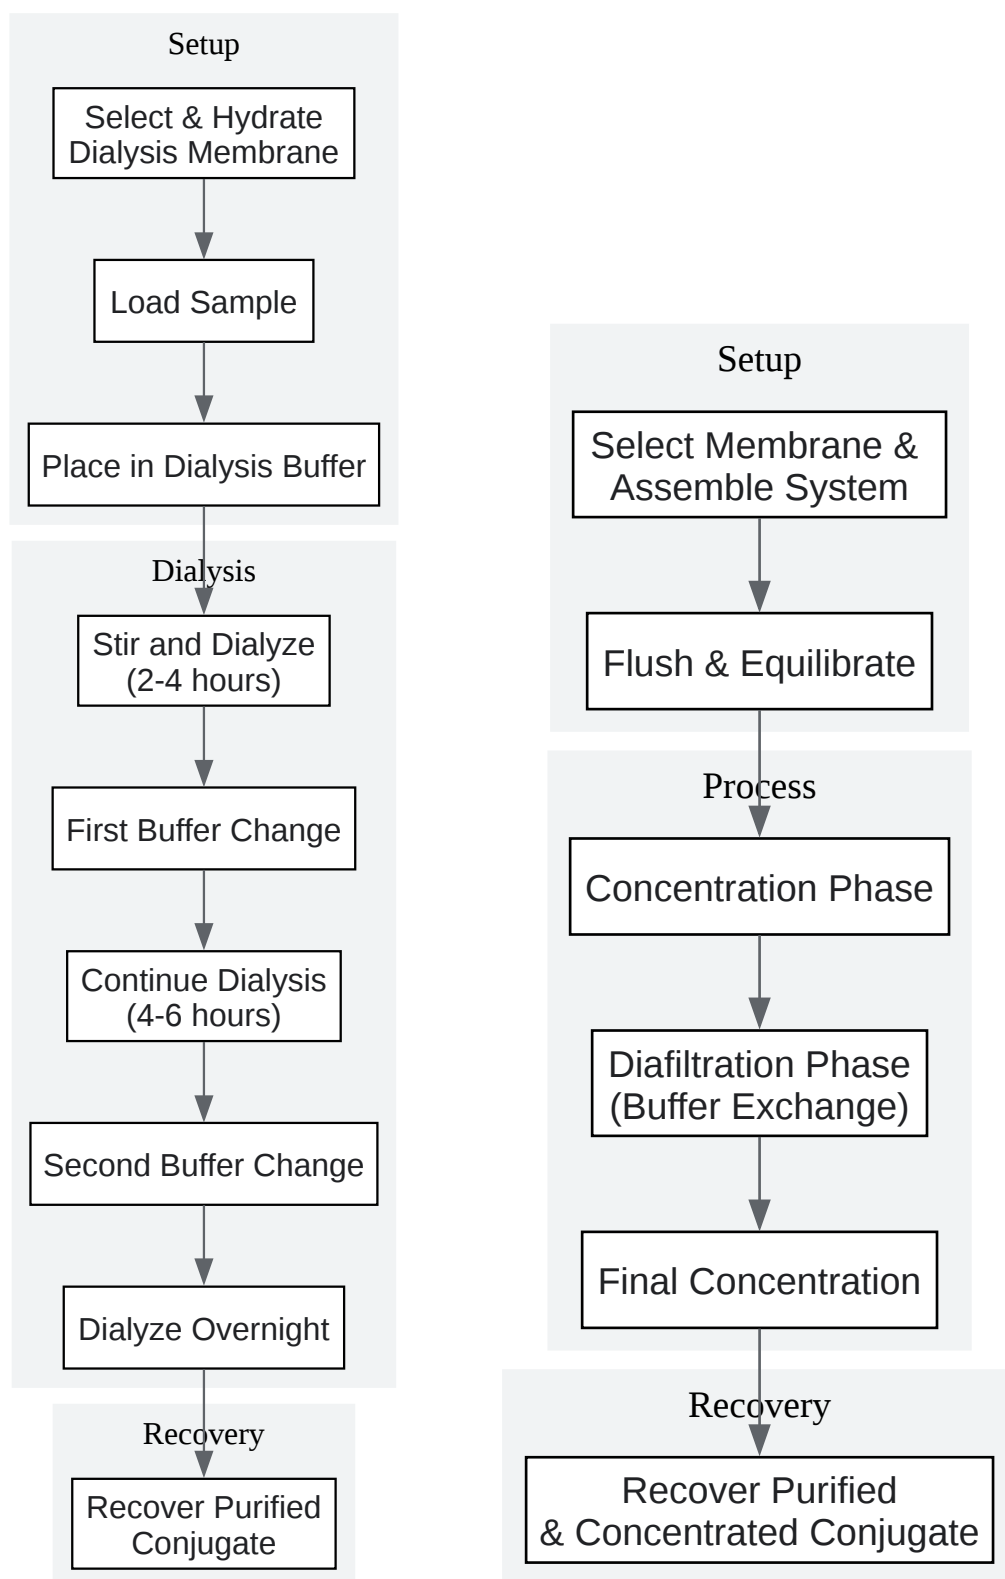 Setup
Select & Hydrate
Dialysis Membrane
Load Sample
Place in Dialysis Buffer
Dialysis
Stir and Dialyze
(2-4 hours)
First Buffer Change
Continue Dialysis
(4-6 hours)
Second Buffer Change
Dialyze Overnight
Recovery
Recover Purified
Conjugate
Setup
Select Membrane &
Assemble System
Flush & Equilibrate
Process
Concentration Phase
Diafiltration Phase
(Buffer Exchange)
Final Concentration
Recovery
Recover Purified
& Concentrated Conjugate